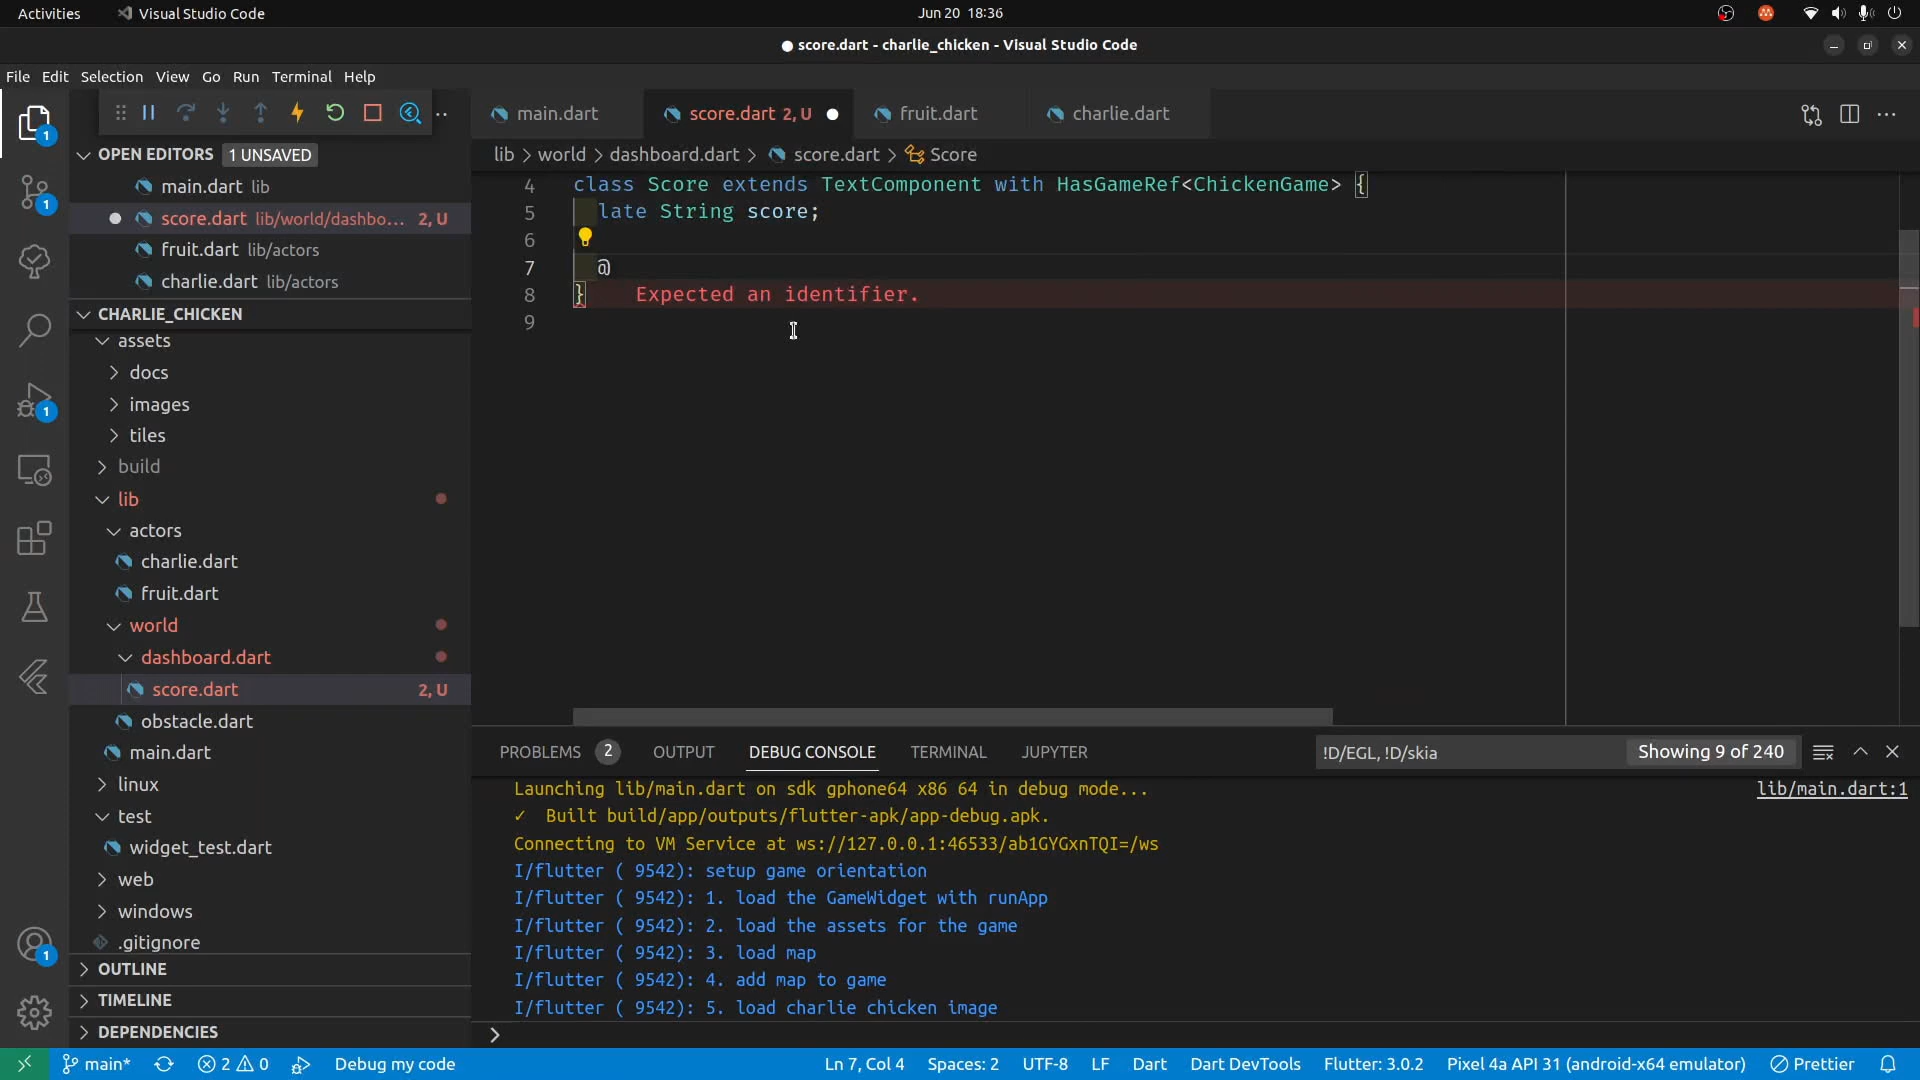 Activities Visual Studio Code Jun 20 18:36
score.dart - charlie_chicken - Visual Studio Code
File Edit Selection View Go Run Terminal Help
main.dart score.dart 2, U fruit.dart charlie.dart
OPEN EDITORS 1 UNSAVED
main.dart lib
score.dart lib/world/dashbo... 2, U
fruit.dart lib/actors
charlie.dart lib/actors
CHARLIE_CHICKEN
assets
docs
images
tiles
build
lib
actors
charlie.dart
fruit.dart
world
dashboard.dart
score.dart 2, U
obstacle.dart
main.dart
linux
test
widget_test.dart
web
windows
.gitignore
OUTLINE
TIMELINE
DEPENDENCIES
1
1
1
1
lib > world > dashboard.dart > score.dart > Score
4 class Score extends TextComponent with HasGameRef<ChickenGame> {
5 late String score;
6
7 @
8 } Expected an identifier.
9
PROBLEMS 2 OUTPUT DEBUG CONSOLE TERMINAL JUPYTER !D/EGL, !D/skia Showing 9 of 240
Launching lib/main.dart on sdk gphone64 x86 64 in debug mode... lib/main.dart:1
✓ Built build/app/outputs/flutter-apk/app-debug.apk.
Connecting to VM Service at ws://127.0.0.1:46533/ab1GYGxnTQI=/ws
I/flutter ( 9542): setup game orientation
I/flutter ( 9542): 1. load the GameWidget with runApp
I/flutter ( 9542): 2. load the assets for the game
I/flutter ( 9542): 3. load map
I/flutter ( 9542): 4. add map to game
I/flutter ( 9542): 5. load charlie chicken image
>
main* 2 0 Debug my code Ln 7, Col 4 Spaces: 2 UTF-8 LF Dart Dart DevTools Flutter: 3.0.2 Pixel 4a API 31 (android-x64 emulator) Prettier